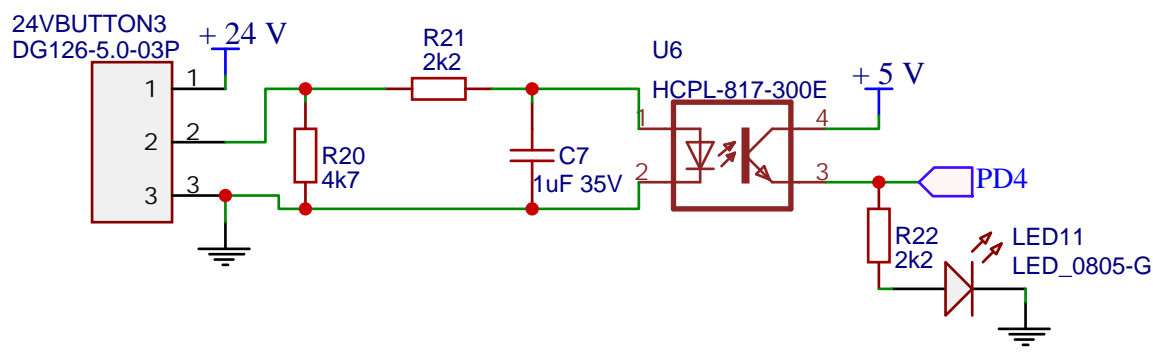 24VBUTTON3
DG126-5.0-03P
+ 24 V
1 1
2 2
3 3
R21
2k2
R20
4k7
C7
1uF 35V
U6
HCPL-817-300E
1
2
4
3
+ 5 V
PD4
R22
2k2
LED11
LED_0805-G